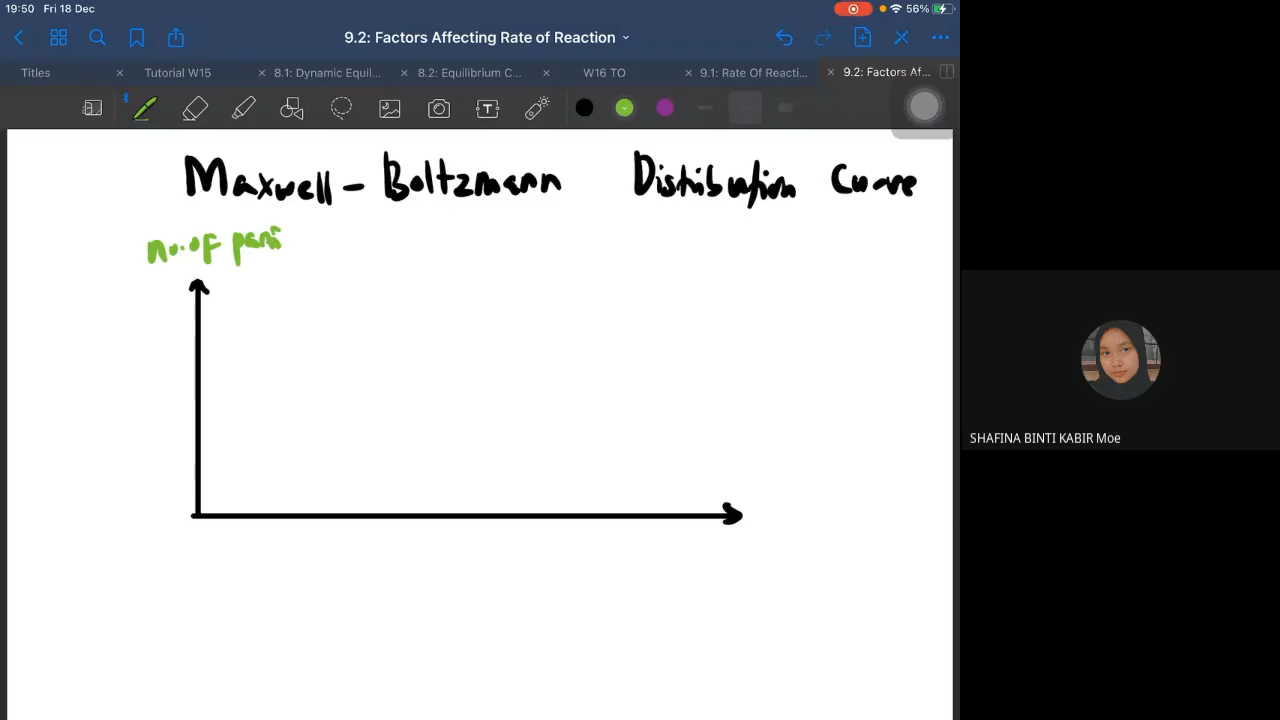 19:50 Fri 18 Dec
56%
9.2: Factors Affecting Rate of Reaction
Titles
Tutorial W15
8.1: Dynamic Equil...
8.2: Equilibrium C...
W16 TO
9.1: Rate Of Reacti...
9.2: Factors Af...
T
Maxwell - Boltzmann Distribution Curve
no. of
SHAFINA BINTI KABIR Moe